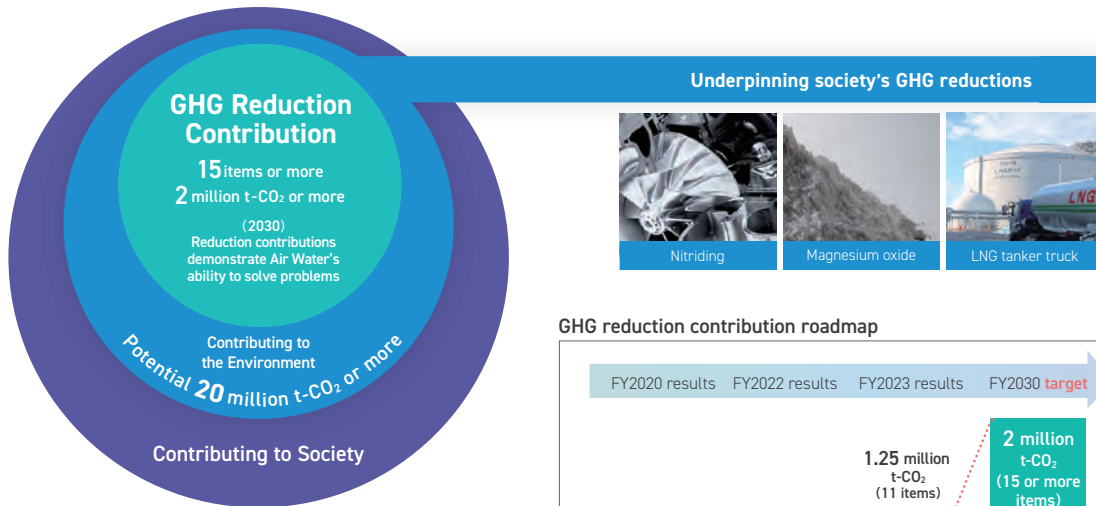 GHG Reduction
Contribution
15 items or more
2 million t-CO₂ or more
(2030)
Reduction contributions
demonstrate Air Water's
ability to solve problems
Contributing to
the Environment
Potential 20 million t-CO₂ or more
Contributing to Society
Underpinning society's GHG reductions
LNG
Nitriding
Magnesium oxide
LNG tanker truck
GHG reduction contribution roadmap
FY2020 results
FY2022 results
FY2023 results
FY2030 target
1.25 million
t-CO₂
(11 items)
2 million
t-CO₂
(15 or more
items)